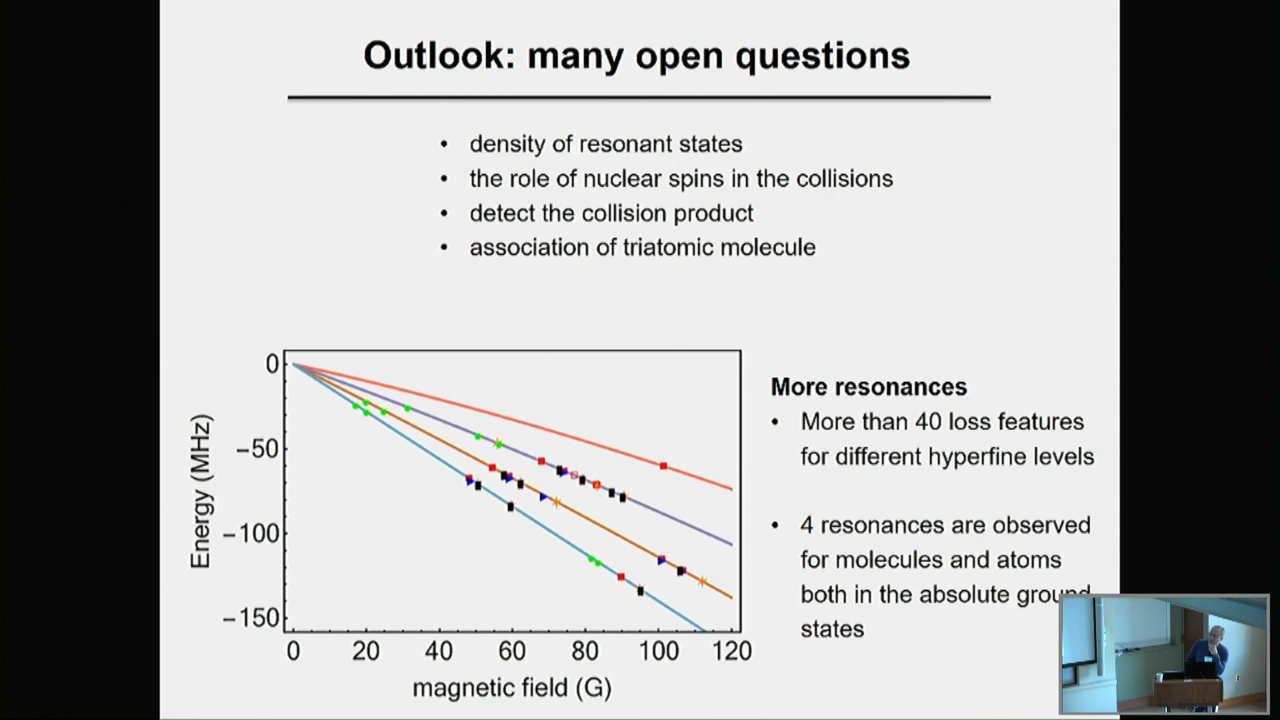 Outlook: many open questions
• density of resonant states
• the role of nuclear spins in the collisions
• detect the collision product
• association of triatomic molecule
0
−50
−100
−150
Energy (MHz)
0 20 40 60 80 100 120
magnetic field (G)
More resonances
• More than 40 loss features
for different hyperfine levels
• 4 resonances are observed
for molecules and atoms
both in the absolute ground
states